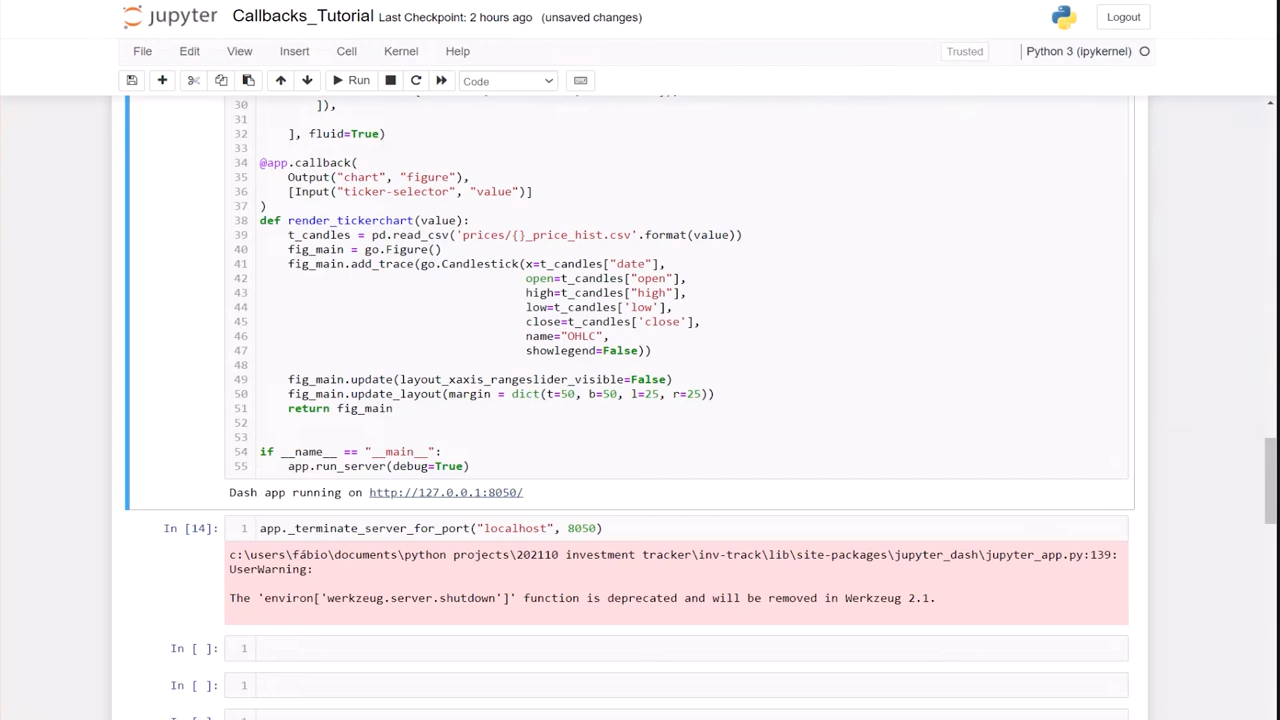 jupyter Callbacks_Tutorial Last Checkpoint: 2 hours ago (unsaved changes) Logout
File Edit View Insert Cell Kernel Help Trusted Python 3 (ipykernel)
Run Code
30 ]),
31
32 ], fluid=True)
33
34 @app.callback(
35 Output("chart", "figure"),
36 [Input("ticker-selector", "value")]
37 )
38 def render_tickerchart(value):
39 t_candles = pd.read_csv('prices/{}_price_hist.csv'.format(value))
40 fig_main = go.Figure()
41 fig_main.add_trace(go.Candlestick(x=t_candles["date"],
42 open=t_candles["open"],
43 high=t_candles["high"],
44 low=t_candles['low'],
45 close=t_candles['close'],
46 name="OHLC",
47 showlegend=False))
48
49 fig_main.update(layout_xaxis_rangeslider_visible=False)
50 fig_main.update_layout(margin = dict(t=50, b=50, l=25, r=25))
51 return fig_main
52
53
54 if __name__ == "__main__":
55 app.run_server(debug=True)
Dash app running on http://127.0.0.1:8050/
In [14]: 1 app._terminate_server_for_port("localhost", 8050)
c:\users\fábio\documents\python projects\202110 investment tracker\inv-track\lib\site-packages\jupyter_dash\jupyter_app.py:139:
UserWarning:
The 'environ['werkzeug.server.shutdown']' function is deprecated and will be removed in Werkzeug 2.1.
In [ ]: 1
In [ ]: 1